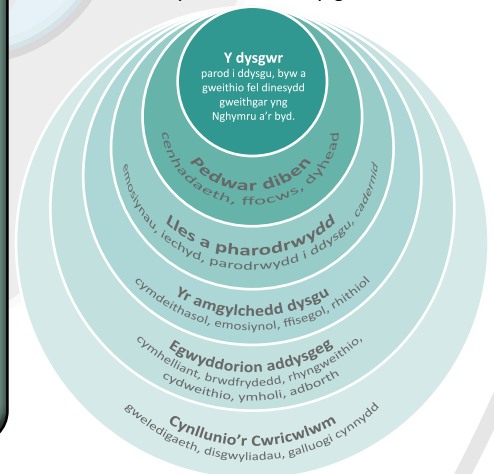 Y dysgwr
parod i ddysgu, byw a
gweithio fel dinesydd
gweithgar yng
Nghymru a'r byd.
Pedwar diben
cenhadaeth, ffocws, dyhead
Lles a pharodrwydd
emosiynau, iechyd, parodrwydd i ddysgu, cadernid
Yr amgylchedd dysgu
cymdeithasol, emosiynol, ffisegol, rhithiol
Egwyddorion addysgeg
cymhelliant, brwdfrydedd, rhyngweithio,
cydweithio, ymholi, adborth
Cynllunio'r Cwricwlwm
gweledigaeth, disgwyliadau, galluogi cynnydd